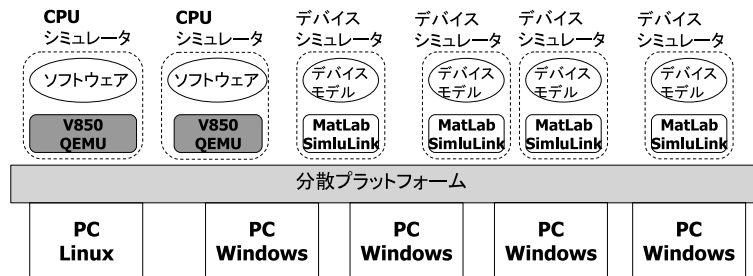 CPU
シミュレータ
CPU
シミュレータ
デバイス
シミュレータ
デバイス
シミュレータ
デバイス
シミュレータ
デバイス
シミュレータ
ソフトウェア
ソフトウェア
デバイス
モデル
デバイス
モデル
デバイス
モデル
デバイス
モデル
V850
QEMU
V850
QEMU
MatLab
SimluLink
MatLab
SimluLink
MatLab
SimluLink
MatLab
SimluLink
分散プラットフォーム
PC
Linux
PC
Windows
PC
Windows
PC
Windows
PC
Windows